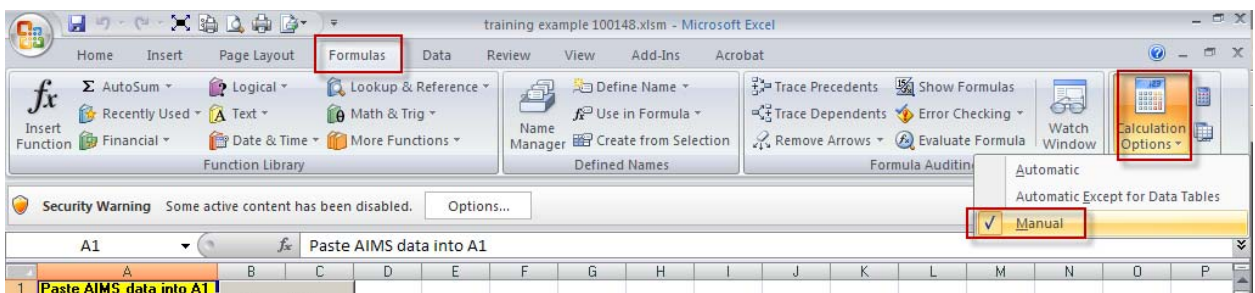 training example 100148.xlsm - Microsoft Excel
Home Insert Page Layout Formulas Data Review View Add-Ins Acrobat
fx Insert Function
Σ AutoSum
Recently Used
Financial
Logical
Text
Date & Time
Lookup & Reference
Math & Trig
More Functions
Function Library
Name Manager
Define Name
Use in Formula
Create from Selection
Defined Names
Trace Precedents
Trace Dependents
Remove Arrows
Show Formulas
Error Checking
Evaluate Formula
Formula Auditin
Watch Window
Calculation Options
Automatic
Automatic Except for Data Tables
Manual
Security Warning Some active content has been disabled. Options...
A1 fx Paste AIMS data into A1
A B C D E F G H I J K L M N O P
1 Paste AIMS data into A1